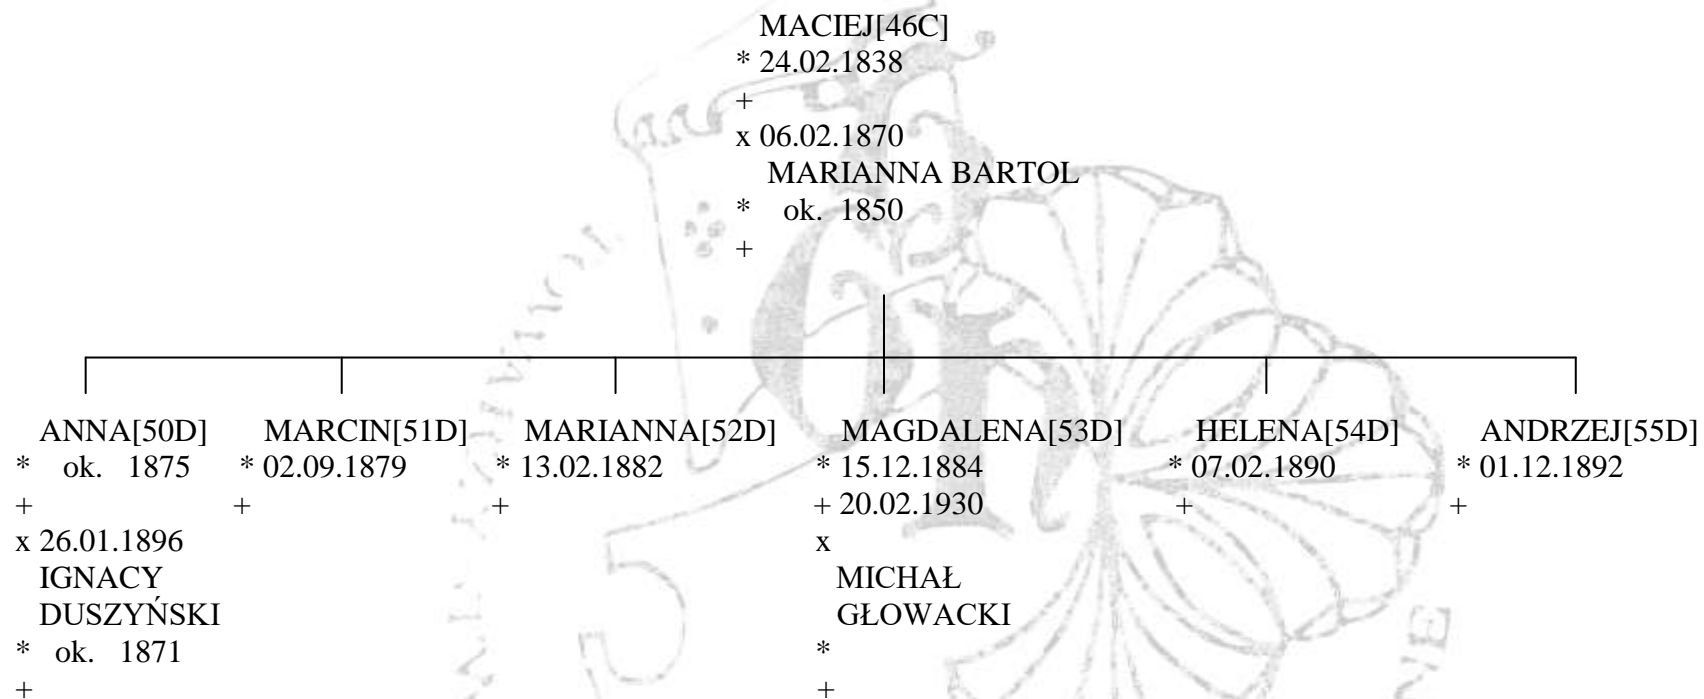 MACIEJ[46C]
* 24.02.1838
+
x 06.02.1870
MARIANNA BARTOL
* ok. 1850
+
ANNA[50D] MARCIN[51D] MARIANNA[52D] MAGDALENA[53D] HELENA[54D] ANDRZEJ[55D]
* ok. 1875 * 02.09.1879 * 13.02.1882 * 15.12.1884 * 07.02.1890 * 01.12.1892
+ + + + 20.02.1930 + +
x 26.01.1896 x
IGNACY MICHAŁ
DUSZYŃSKI GŁOWACKI
* ok. 1871 *
+ +